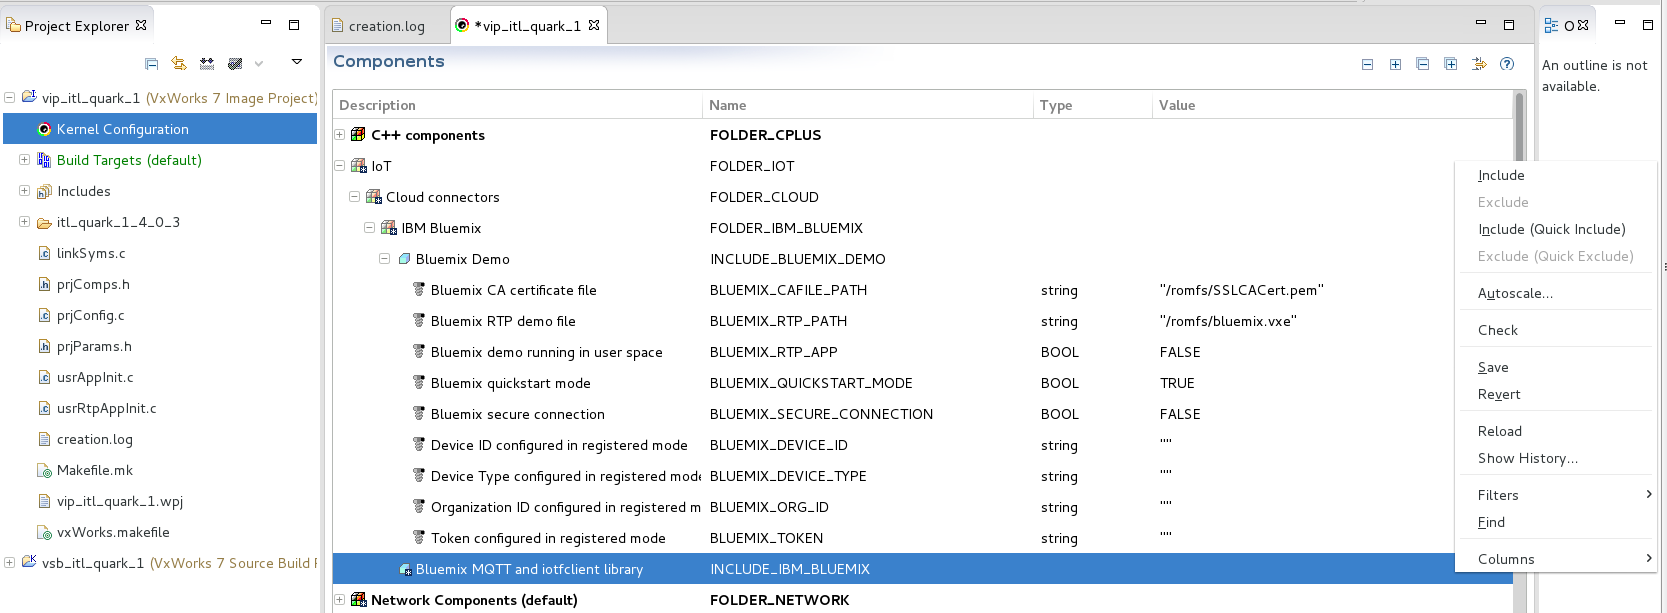 Project Explorer
vip_itl_quark_1 (VxWorks 7 Image Project)
Kernel Configuration
Build Targets (default)
Includes
itl_quark_1_4_0_3
linkSyms.c
prjComps.h
prjConfig.c
prjParams.h
usrAppInit.c
usrRtpAppInit.c
creation.log
Makefile.mk
vip_itl_quark_1.wpj
vxWorks.makefile
vsb_itl_quark_1 (VxWorks 7 Source Build
creation.log
*vip_itl_quark_1
Components
Description Name Type Value
C++ components FOLDER_CPLUS
IoT FOLDER_IOT
Cloud connectors FOLDER_CLOUD
IBM Bluemix FOLDER_IBM_BLUEMIX
Bluemix Demo INCLUDE_BLUEMIX_DEMO
Bluemix CA certificate file BLUEMIX_CAFILE_PATH string "/romfs/SSLCACert.pem"
Bluemix RTP demo file BLUEMIX_RTP_PATH string "/romfs/bluemix.vxe"
Bluemix demo running in user space BLUEMIX_RTP_APP BOOL FALSE
Bluemix quickstart mode BLUEMIX_QUICKSTART_MODE BOOL TRUE
Bluemix secure connection BLUEMIX_SECURE_CONNECTION BOOL FALSE
Device ID configured in registered mode BLUEMIX_DEVICE_ID string ""
Device Type configured in registered mode BLUEMIX_DEVICE_TYPE string ""
Organization ID configured in registered m BLUEMIX_ORG_ID string ""
Token configured in registered mode BLUEMIX_TOKEN string ""
Bluemix MQTT and iotfclient library INCLUDE_IBM_BLUEMIX
Network Components (default) FOLDER_NETWORK
O
An outline is not
available.
Include
Exclude
Include (Quick Include)
Exclude (Quick Exclude)
Autoscale...
Check
Save
Revert
Reload
Show History...
Filters
Find
Columns